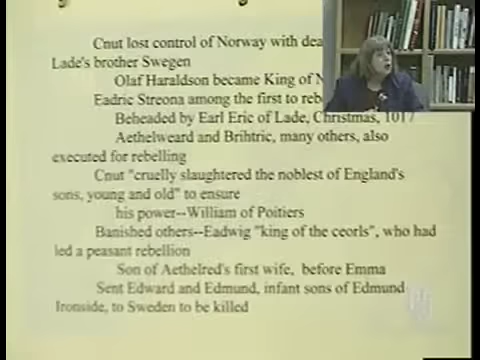 Cnut lost control of Norway with
Lade's brother Swegen
Olaf Haraldson became King of
Eadric Streona among the first to
Beheaded by Earl Eric of Lade, Christmas, 1017
Aethelweard and Brihtric, many others, also
executed for rebelling
Cnut "cruelly slaughtered the noblest of England's
sons, young and old" to ensure
his power--William of Poitiers
Banished others--Eadwig "king of the ceorls", who had
led a peasant rebellion
Son of Aethelred's first wife, before Emma
Sent Edward and Edmund, infant sons of Edmund
Ironside, to Sweden to be killed